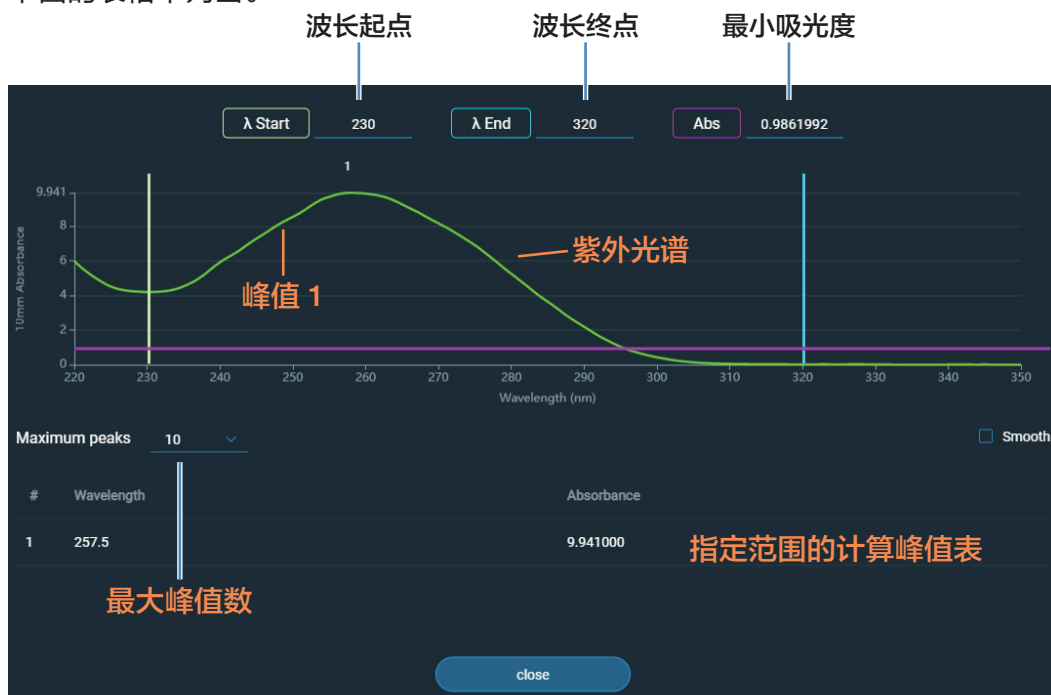 波长起点 波长终点 最小吸光度
λ Start 230 λ End 320 Abs 0.9861992
1
9.941
8
6
4
2
0
10mm Absorbance
紫外光谱
峰值 1
220 230 240 250 260 270 280 290 300 310 320 330 340 350
Wavelength (nm)
Maximum peaks 10 Smooth
# Wavelength Absorbance
1 257.5 9.941000
指定范围的计算峰值表
最大峰值数
close